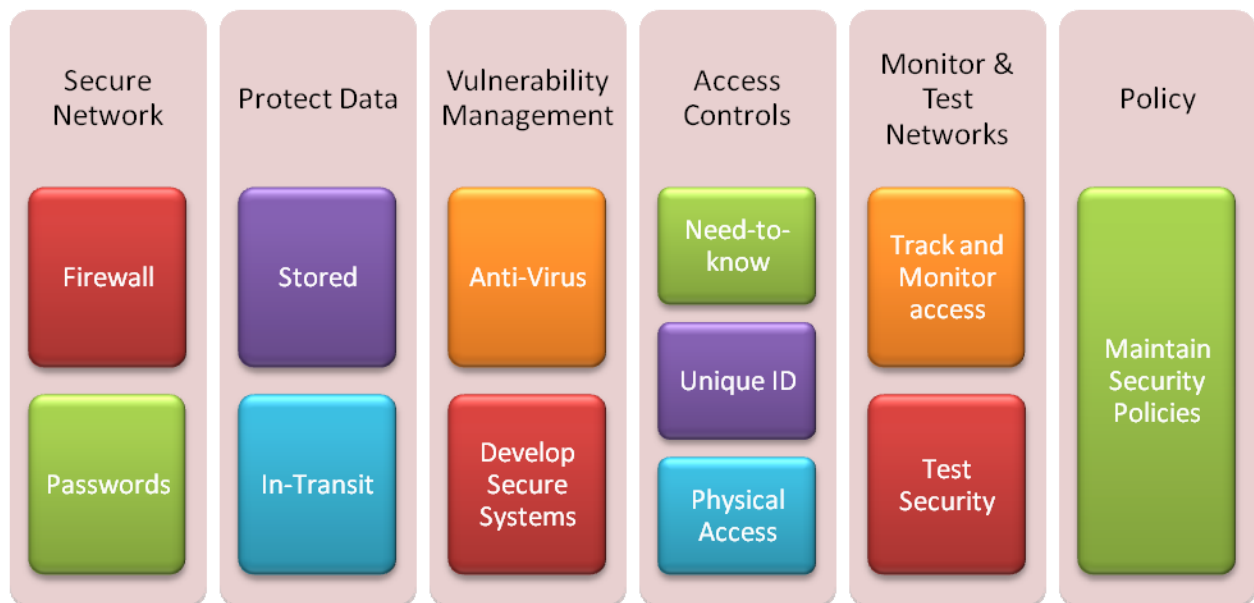 Secure
Network
Firewall
Passwords
Protect Data
Stored
In-Transit
Vulnerability
Management
Anti-Virus
Develop
Secure
Systems
Access
Controls
Need-to-
know
Unique ID
Physical
Access
Monitor &
Test
Networks
Track and
Monitor
access
Test
Security
Policy
Maintain
Security
Policies